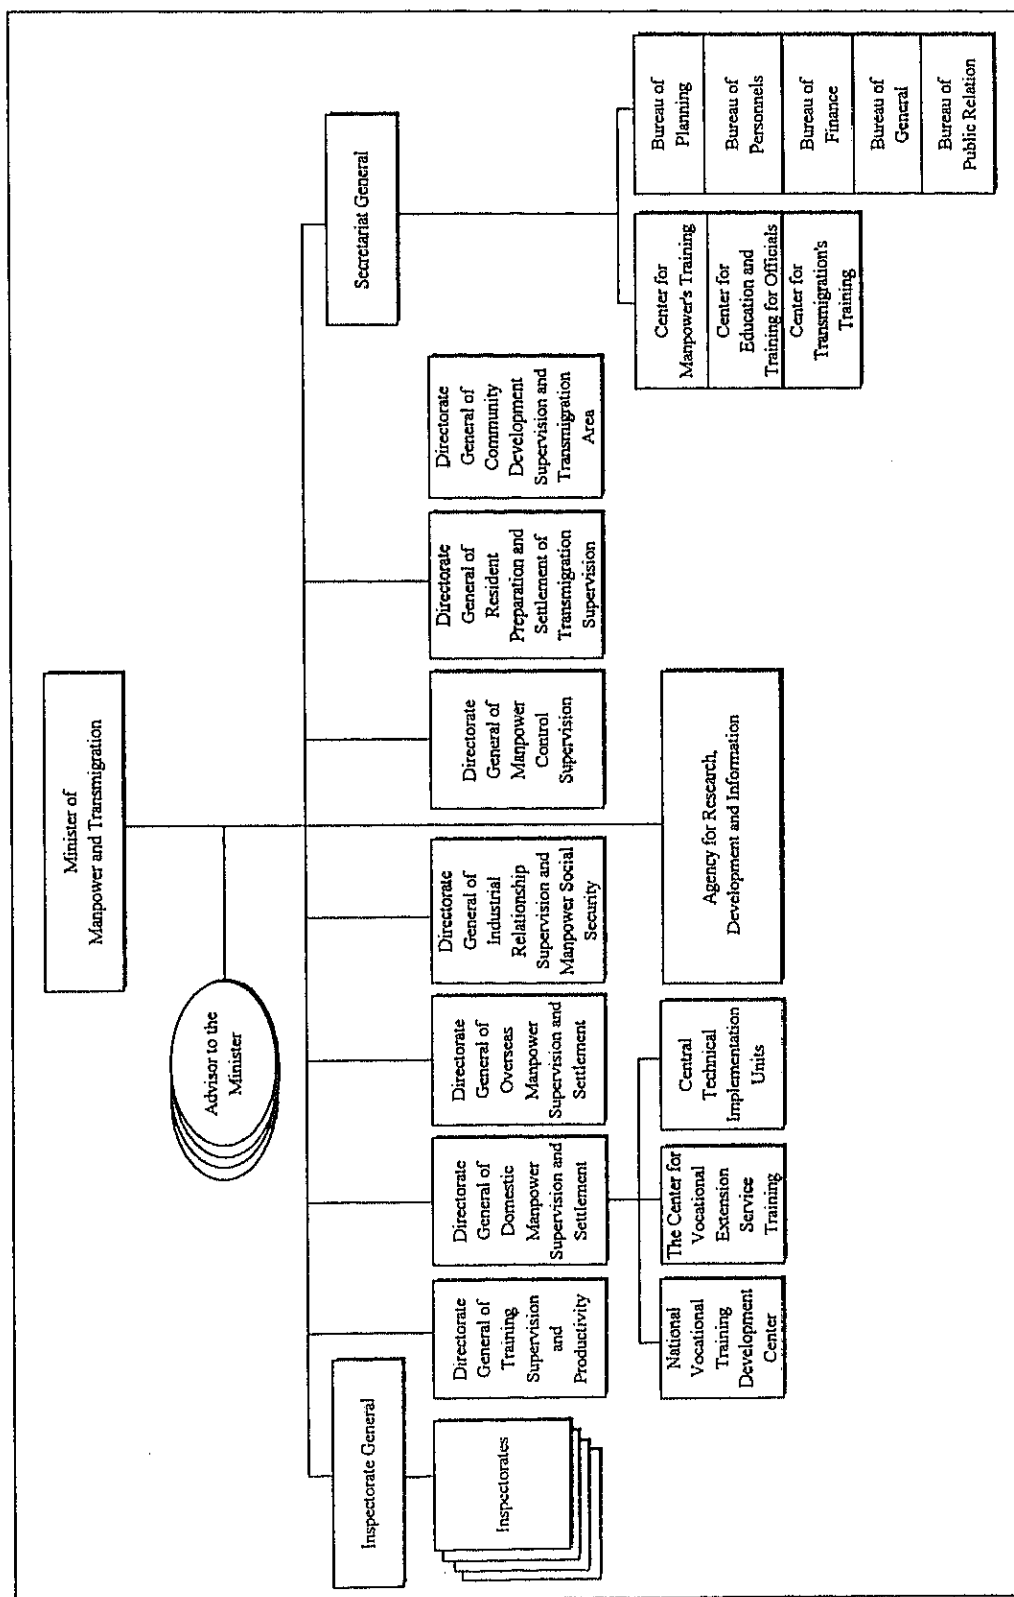 Minister of
Manpower and Transmigration
Advisor to the
Minister
Inspectorate General
Secretariat General
Inspectorates
Directorate
General of
Training
Supervision
and
Productivity
Directorate
General of
Domestic
Manpower
Supervision and
Settlement
Directorate
General of
Overseas
Manpower
Supervision and
Settlement
Directorate
General of
Industrial
Relationship
Supervision and
Manpower Social
Security
Directorate
General of
Manpower
Control
Supervision
Directorate
General of
Resident
Preparation and
Settlement of
Transmigration
Supervision
Directorate
General of
Community
Development
Supervision and
Transmigration
Area
National
Vocational
Training
Development
Center
The Center for
Vocational
Extension
Service
Training
Central
Technical
Implementation
Units
Agency for Research,
Development and Information
Center for
Manpower's Training
Center for
Education and
Training for Officials
Center for
Transmigration's
Training
Bureau of
Planning
Bureau of
Personnels
Bureau of
Finance
Bureau of
General
Bureau of
Public Relation